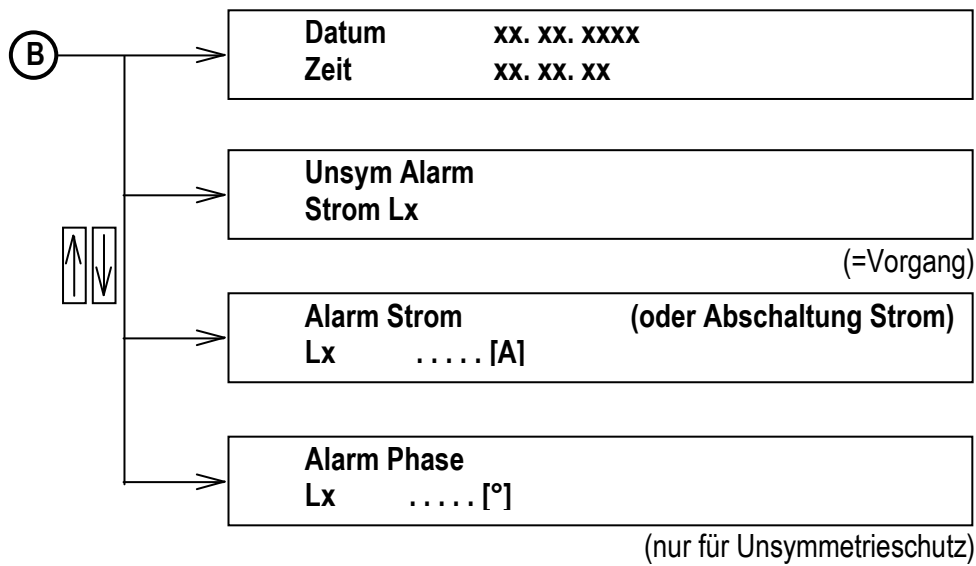 B
Datum xx. xx. xxxx
Zeit xx. xx. xx
Unsym Alarm
Strom Lx
(=Vorgang)
Alarm Strom (oder Abschaltung Strom)
Lx . . . . . [A]
Alarm Phase
Lx . . . . . [°]
(nur für Unsymmetrieschutz)